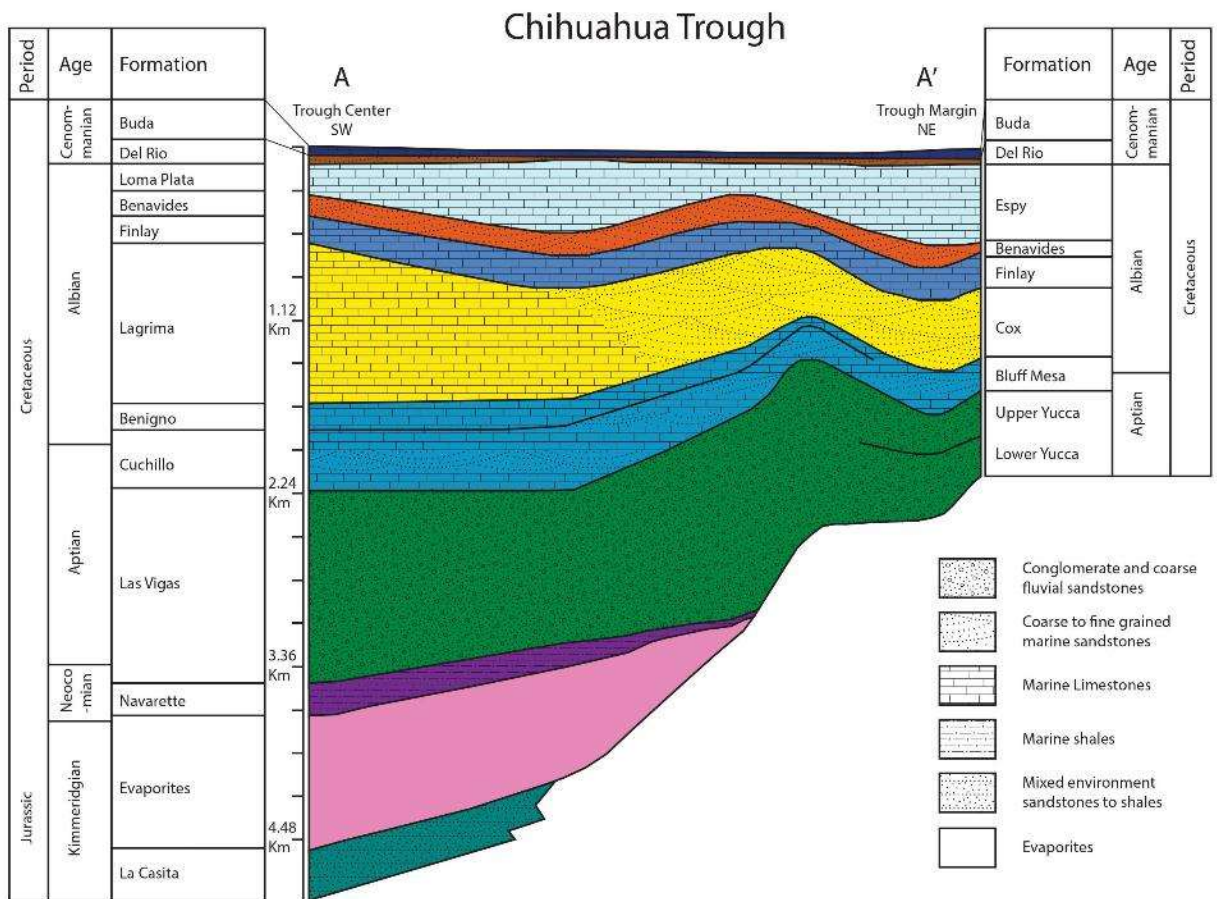 Chihuahua Trough
Period
Age
Formation
A
Trough Center
SW
A'
Trough Margin
NE
Formation
Age
Period
Cretaceous
Jurassic
Cenom-
manian
Albian
Aptian
Neoco
-mian
Kimmeridgian
Buda
Del Rio
Loma Plata
Benavides
Finlay
Lagrima
Benigno
Cuchillo
Las Vigas
Navarette
Evaporites
La Casita
1.12
Km
2.24
Km
3.36
Km
4.48
Km
Buda
Del Rio
Espy
Benavides
Finlay
Cox
Bluff Mesa
Upper Yucca
Lower Yucca
Cenom-
manian
Albian
Aptian
Cretaceous
Conglomerate and coarse
fluvial sandstones
Coarse to fine grained
marine sandstones
Marine Limestones
Marine shales
Mixed environment
sandstones to shales
Evaporites